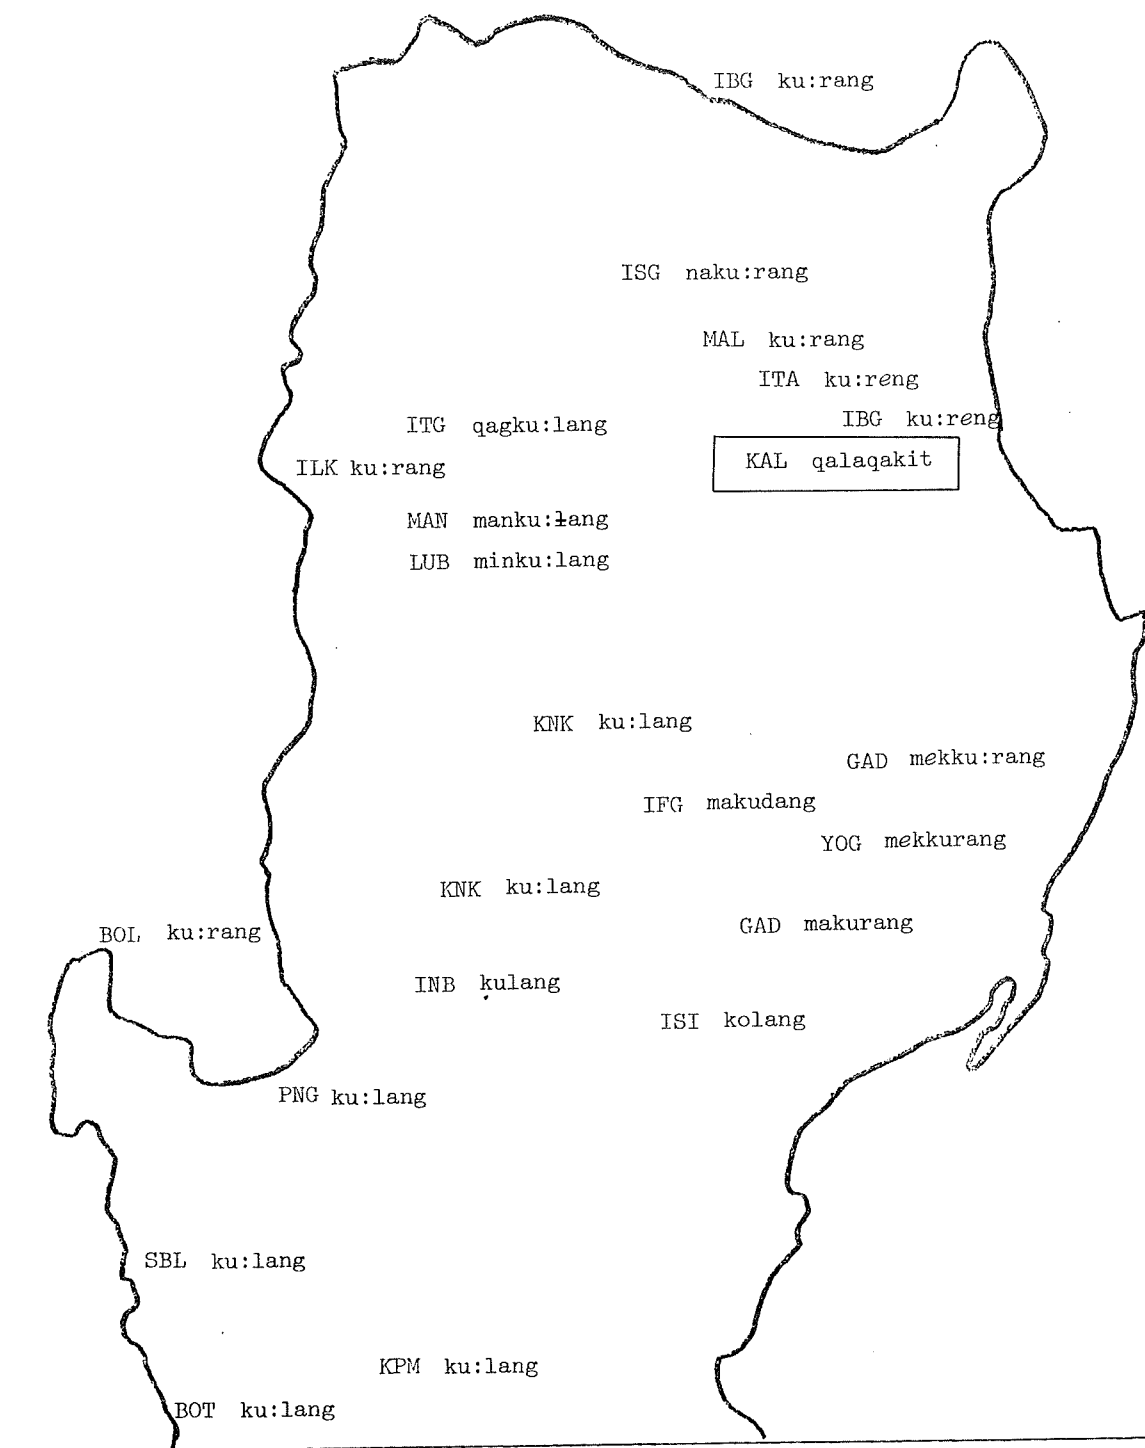 IBG ku:rang
ISG naku:rang
MAL ku:rang
ITA ku:reng
IBG ku:reng
ITG qagku:lang
KAL qalaqakit
ILK ku:rang
MAN manku:ɫang
LUB minku:lang
KNK ku:lang
GAD mekku:rang
IFG makudang
YOG mekkurang
KNK ku:lang
GAD makurang
BOL ku:rang
INB kulang
ISI kolang
PNG ku:lang
SBL ku:lang
KPM ku:lang
BOT ku:lang